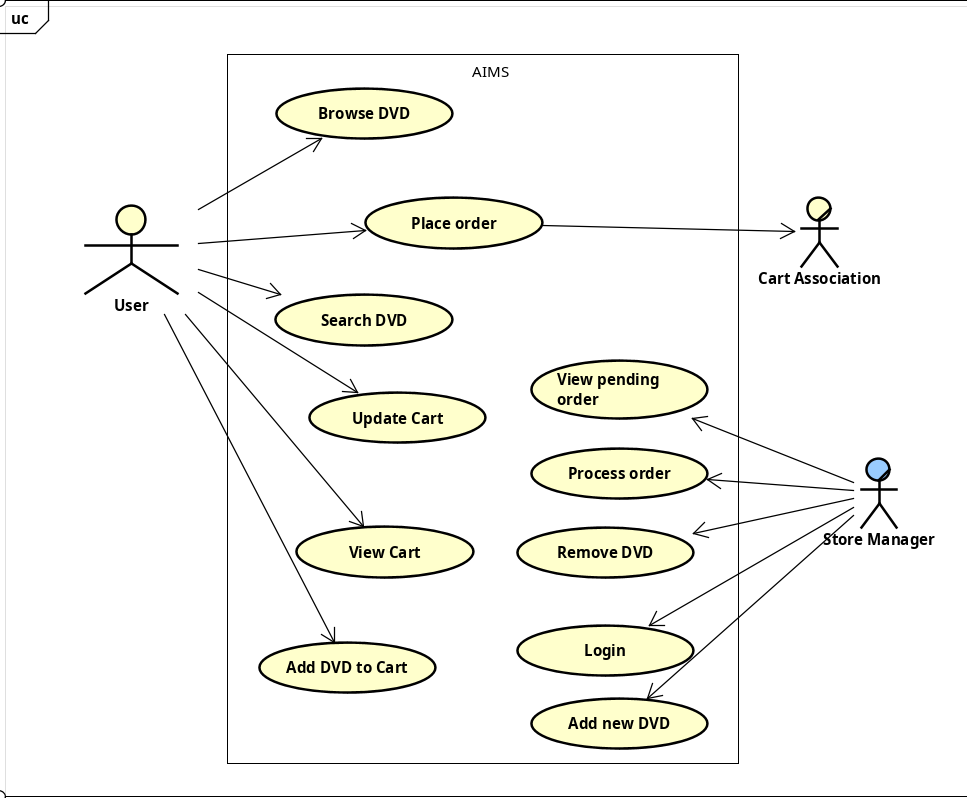 uc
AIMS
Browse DVD
Place order
User
Cart Association
Search DVD
View pending
order
Update Cart
Process order
Store Manager
View Cart
Remove DVD
Login
Add DVD to Cart
Add new DVD